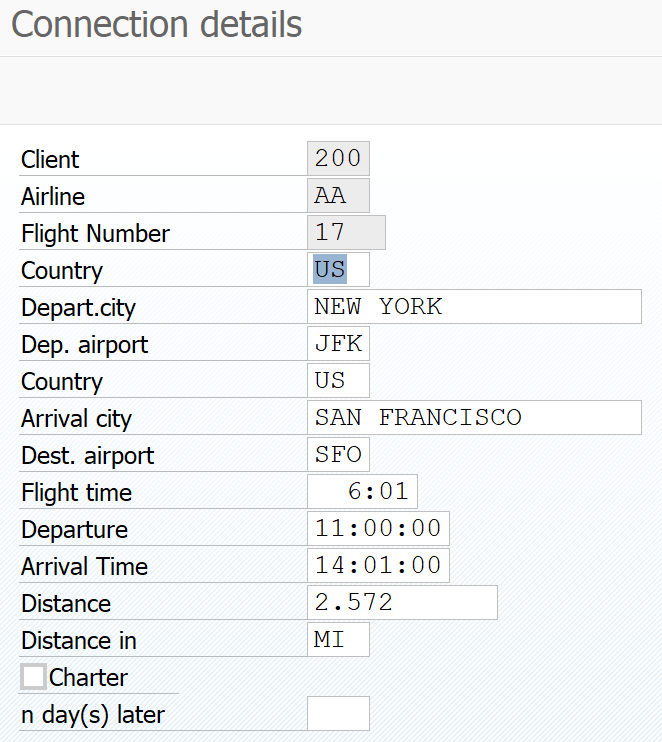 Connection details
Client 200
Airline AA
Flight Number 17
Country US
Depart.city NEW YORK
Dep. airport JFK
Country US
Arrival city SAN FRANCISCO
Dest. airport SFO
Flight time 6:01
Departure 11:00:00
Arrival Time 14:01:00
Distance 2.572
Distance in MI
Charter
n day(s) later